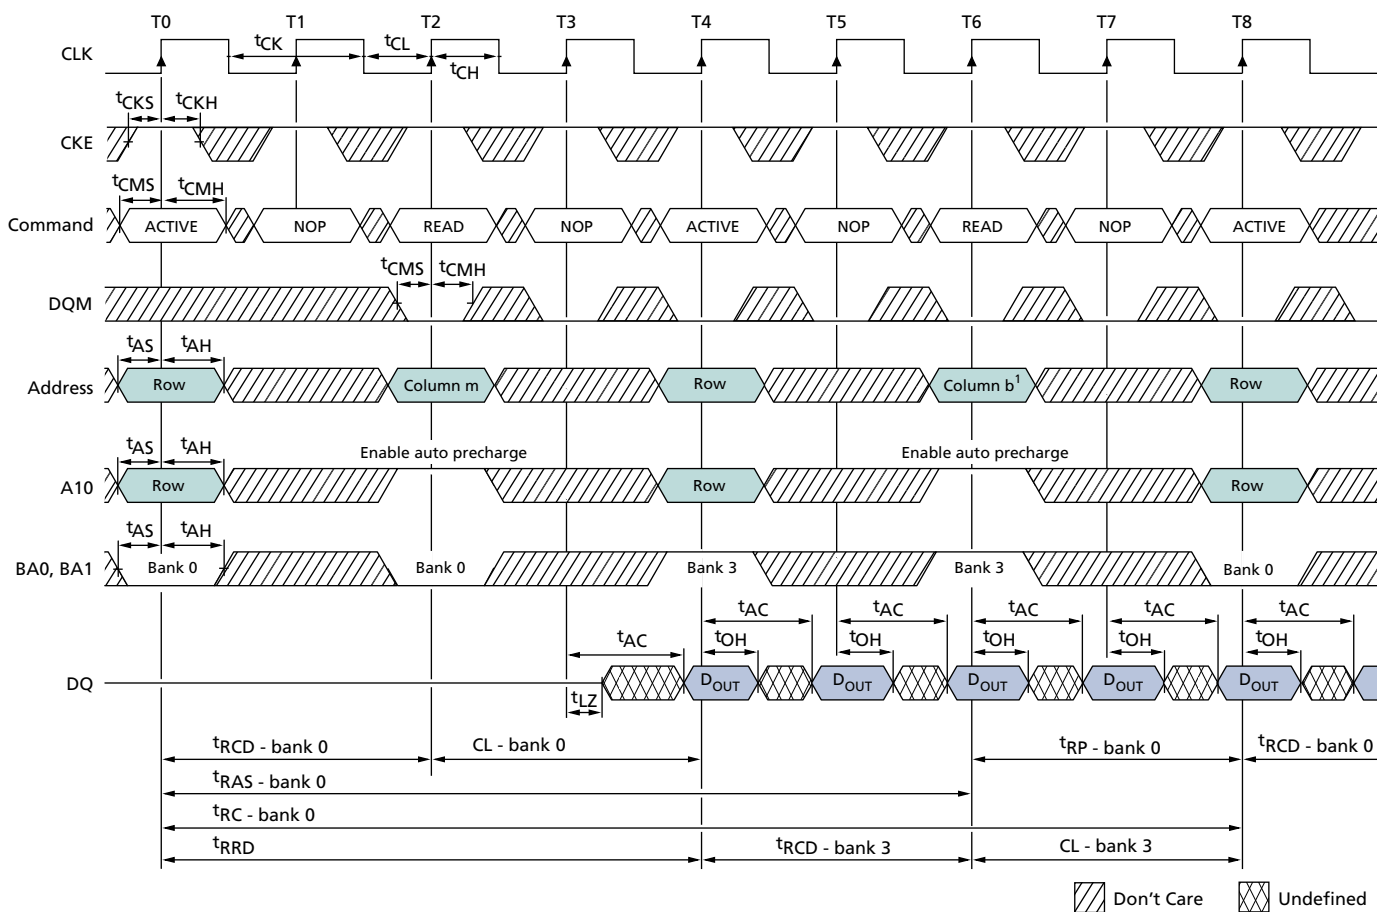 T0 T1 T2 T3 T4 T5 T6 T7 T8
CLK
tCK tCL
tCH
tCKS tCKH
CKE
tCMS tCMH
Command ACTIVE NOP READ NOP ACTIVE NOP READ NOP ACTIVE
tCMS tCMH
DQM
tAS tAH
Address Row Column m Row Column b1 Row
tAS tAH Enable auto precharge Enable auto precharge
A10 Row Row Row
tAS tAH
BA0, BA1 Bank 0 Bank 0 Bank 3 Bank 3 Bank 0
tAC tAC tAC tAC tAC
tAC tOH tOH tOH tOH tOH
DQ DOUT DOUT DOUT DOUT DOUT
tLZ
tRCD - bank 0 CL - bank 0 tRP - bank 0 tRCD - bank 0
tRAS - bank 0
tRC - bank 0
tRRD tRCD - bank 3 CL - bank 3
Don't Care Undefined